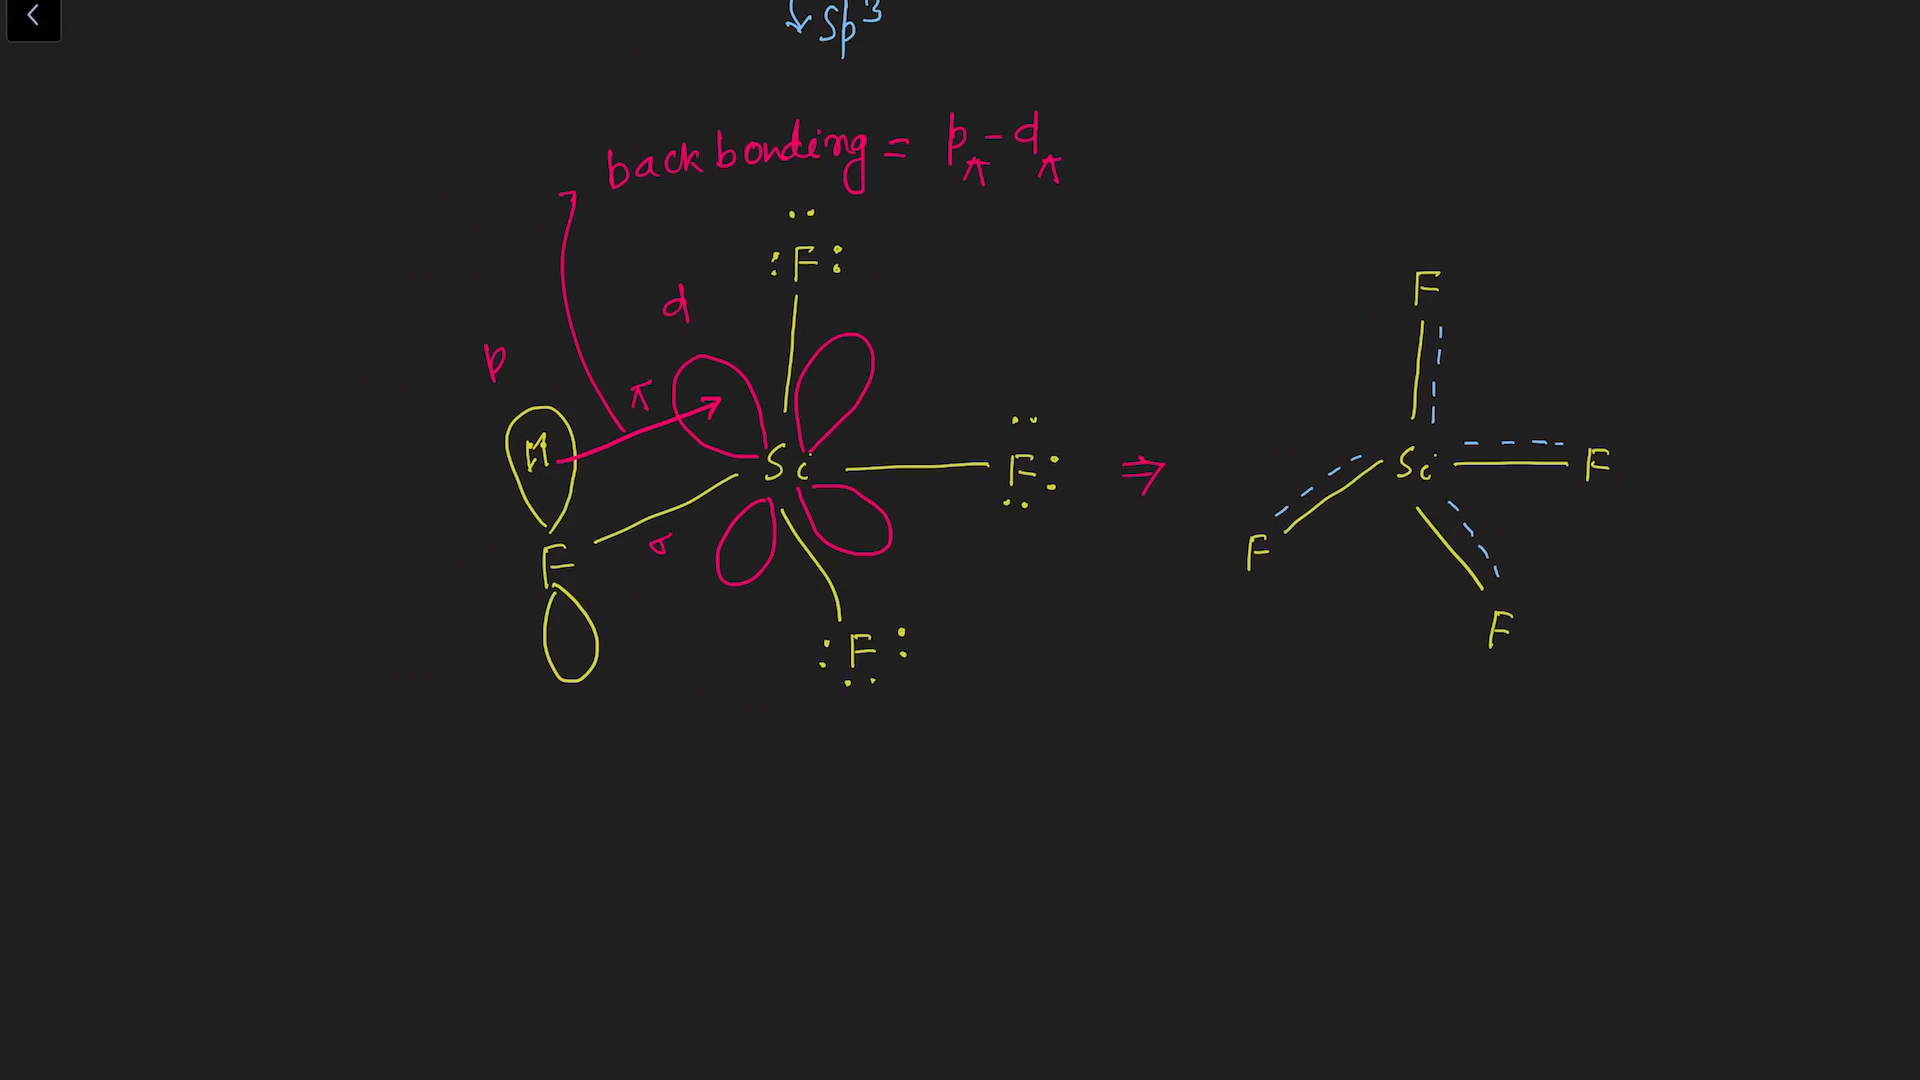 sp³
backbonding = pπ - dπ
:F:
d
p
π
Si
F:
F
σ
:F:
⇒
F
Si
F
F
F